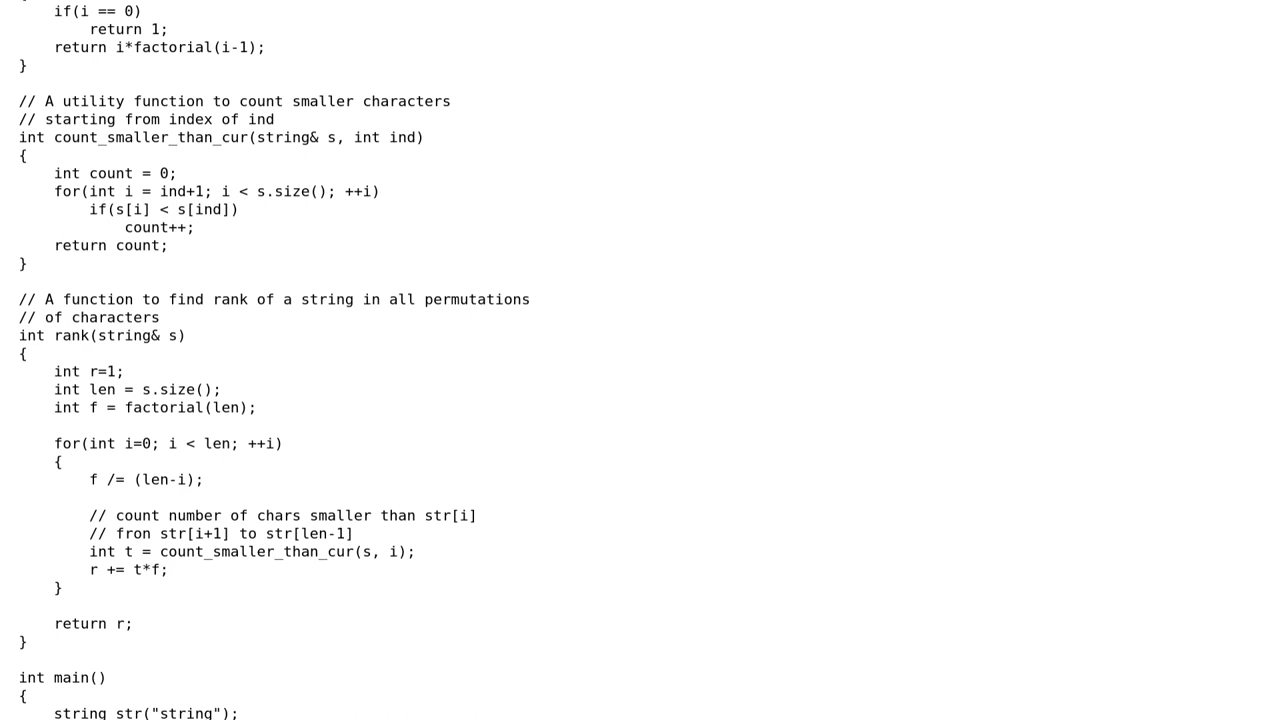 if(i == 0)
        return 1;
    return i*factorial(i-1);
}

// A utility function to count smaller characters
// starting from index of ind
int count_smaller_than_cur(string& s, int ind)
{
    int count = 0;
    for(int i = ind+1; i < s.size(); ++i)
        if(s[i] < s[ind])
            count++;
    return count;
}

// A function to find rank of a string in all permutations
// of characters
int rank(string& s)
{
    int r=1;
    int len = s.size();
    int f = factorial(len);

    for(int i=0; i < len; ++i)
    {
        f /= (len-i);

        // count number of chars smaller than str[i]
        // fron str[i+1] to str[len-1]
        int t = count_smaller_than_cur(s, i);
        r += t*f;
    }

    return r;
}

int main()
{
    string str("string");